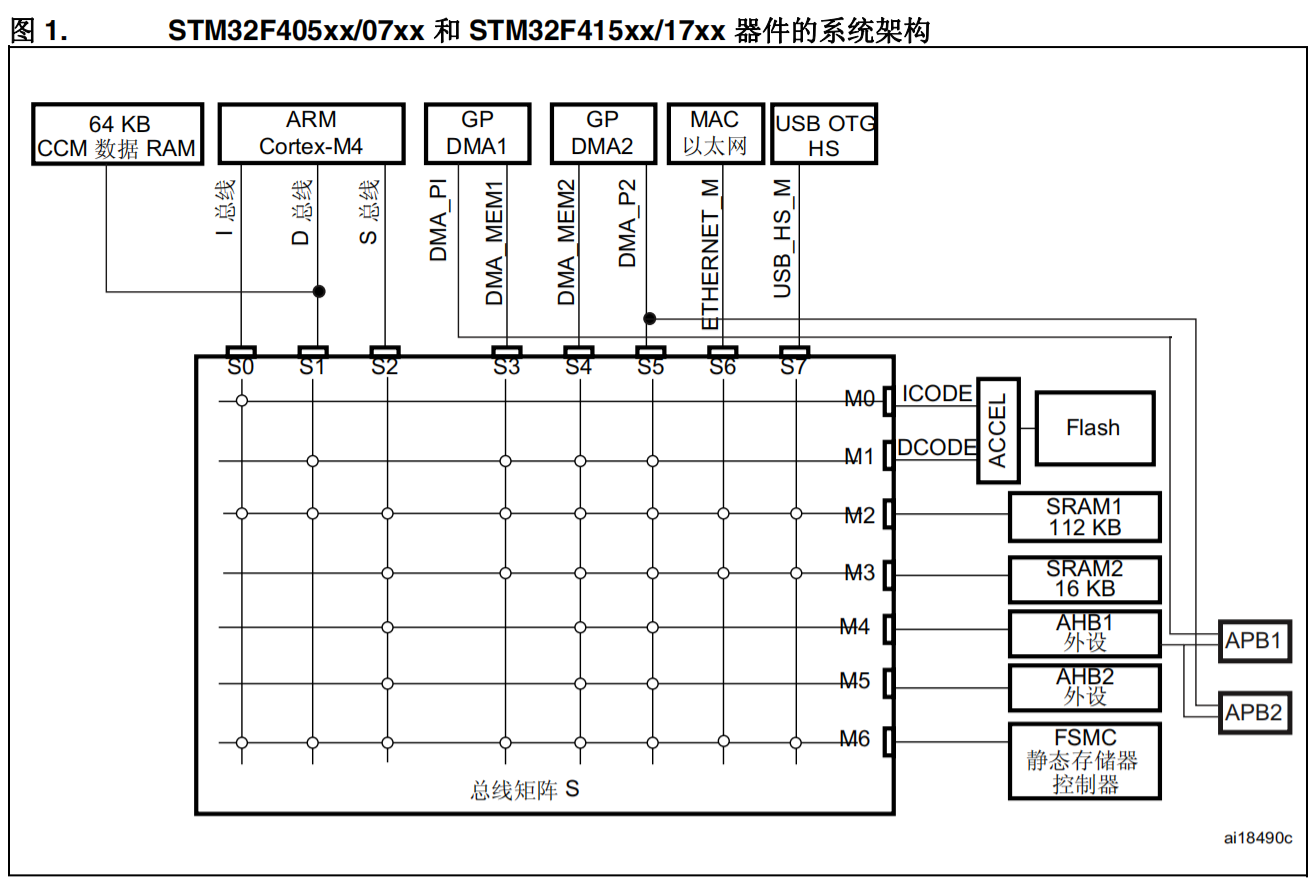 图 1. STM32F405xx/07xx 和 STM32F415xx/17xx 器件的系统架构
64 KB
CCM 数据 RAM
ARM
Cortex-M4
GP
DMA1
GP
DMA2
MAC
以太网
USB OTG
HS
I 总线
D 总线
S 总线
DMA_PI
DMA_MEM1
DMA_MEM2
DMA_P2
ETHERNET_M
USB_HS_M
S0 S1 S2 S3 S4 S5 S6 S7
M0 ICODE
M1 DCODE
ACCEL
Flash
M2
SRAM1
112 KB
M3
SRAM2
16 KB
M4
AHB1
外设
APB1
M5
AHB2
外设
APB2
M6
FSMC
静态存储器
控制器
总线矩阵 S
ai18490c